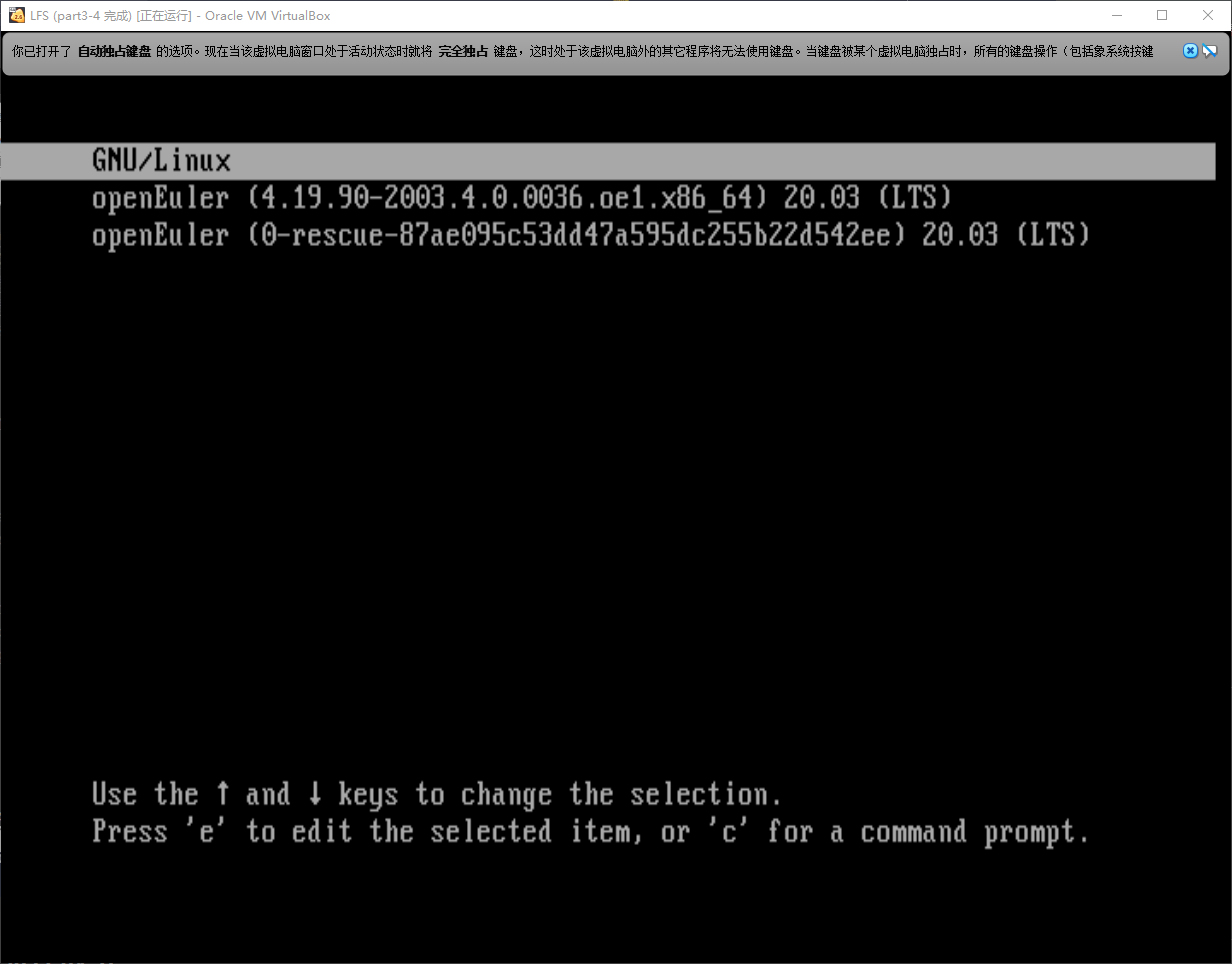 LFS (part3-4 完成) [正在运行] - Oracle VM VirtualBox
你已打开了 自动独占键盘 的选项。现在当该虚拟电脑窗口处于活动状态时就将 完全独占 键盘，这时处于该虚拟电脑外的其它程序将无法使用键盘。当键盘被某个虚拟电脑独占时，所有的键盘操作（包括象系统按键
GNU/Linux
openEuler (4.19.90-2003.4.0.0036.oe1.x86_64) 20.03 (LTS)
openEuler (0-rescue-87ae095c53dd47a595dc255b22d542ee) 20.03 (LTS)
Use the ↑ and ↓ keys to change the selection.
Press 'e' to edit the selected item, or 'c' for a command prompt.